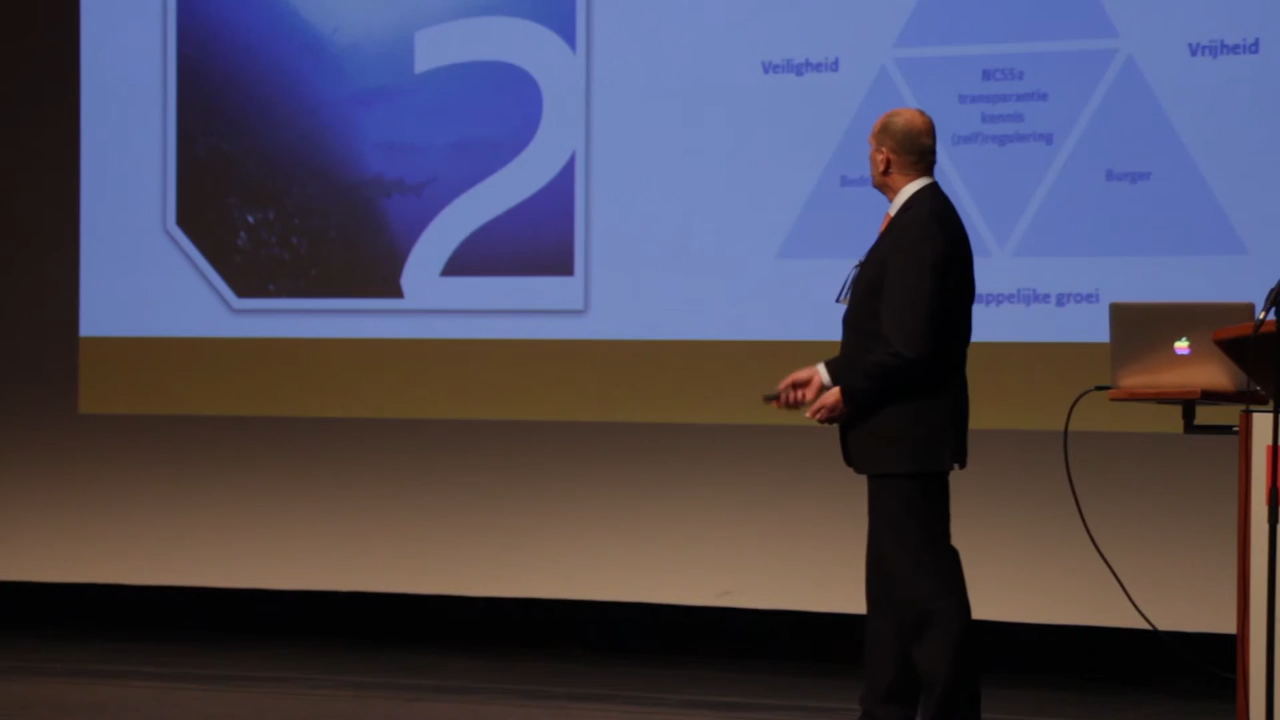 2
Veiligheid
Vrijheid
NCSS2
transparantie
kennis
(zelf)regulering
Burger
appelijke groei